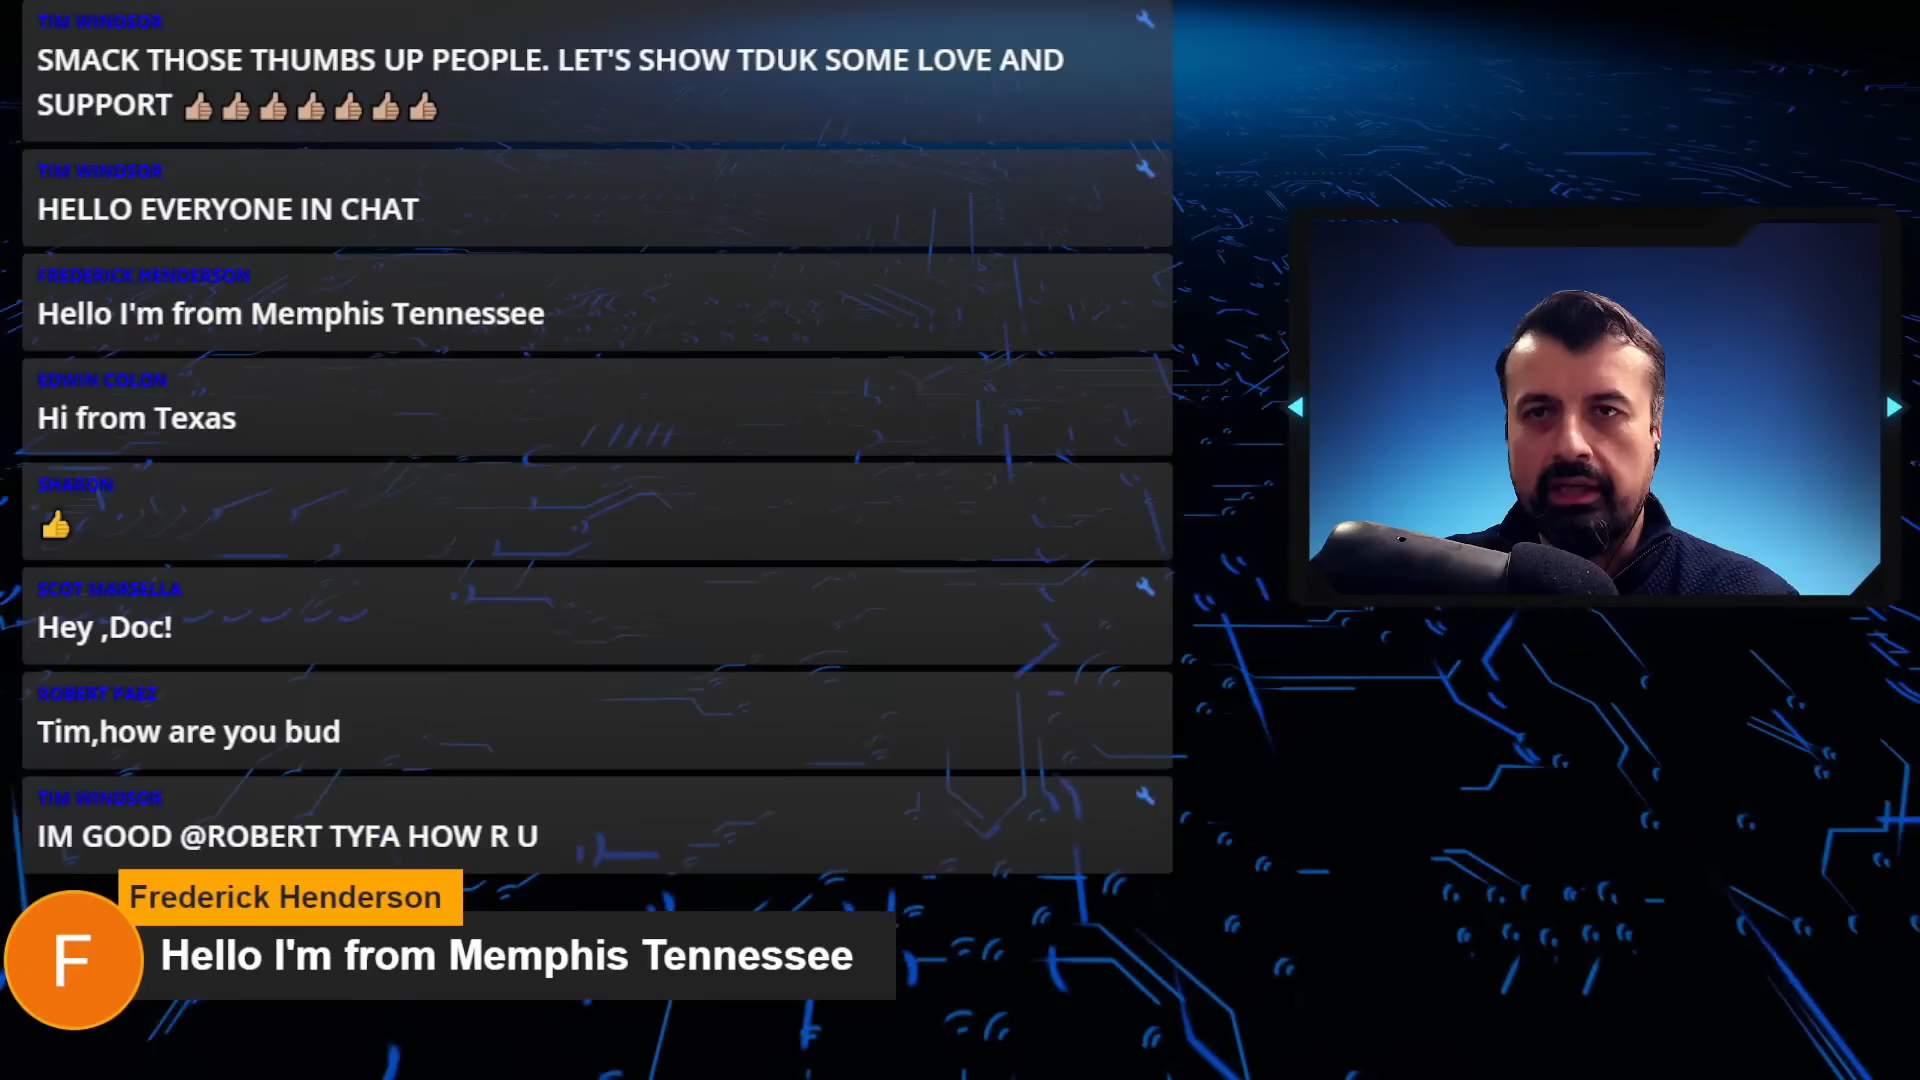 TIM WINDSOR
SMACK THOSE THUMBS UP PEOPLE. LET'S SHOW TDUK SOME LOVE AND
SUPPORT 👍🏼👍🏼👍🏼👍🏼👍🏼👍🏼👍🏼
TIM WINDSOR
HELLO EVERYONE IN CHAT
FREDERICK HENDERSON
Hello I'm from Memphis Tennessee
EDWIN COLON
Hi from Texas
SHARON
👍
SCOT MARSELLA
Hey ,Doc!
ROBERT PAEZ
Tim,how are you bud
TIM WINDSOR
IM GOOD @ROBERT TYFA HOW R U
Frederick Henderson
F
Hello I'm from Memphis Tennessee